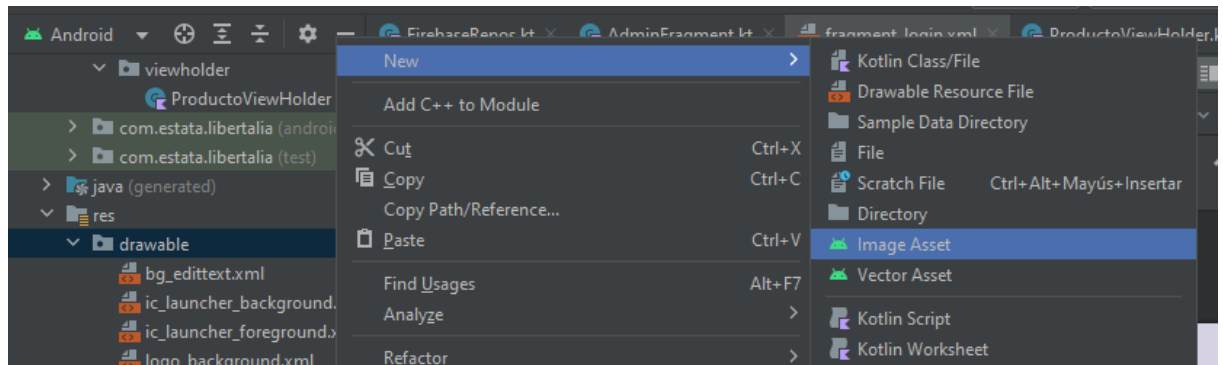 Android
FirebaseRepos.kt
AdminFragment.kt
fragment_login.xml
ProductoViewHolder.k
viewholder
ProductoViewHolder
com.estata.libertalia (androi
com.estata.libertalia (test)
java (generated)
res
drawable
bg_edittext.xml
ic_launcher_background.
ic_launcher_foreground.x
logo_background.xml
New
Add C++ to Module
Cut Ctrl+X
Copy Ctrl+C
Copy Path/Reference...
Paste Ctrl+V
Find Usages Alt+F7
Analyze
Refactor
Kotlin Class/File
Drawable Resource File
Sample Data Directory
File
Scratch File Ctrl+Alt+Mayús+Insertar
Directory
Image Asset
Vector Asset
Kotlin Script
Kotlin Worksheet